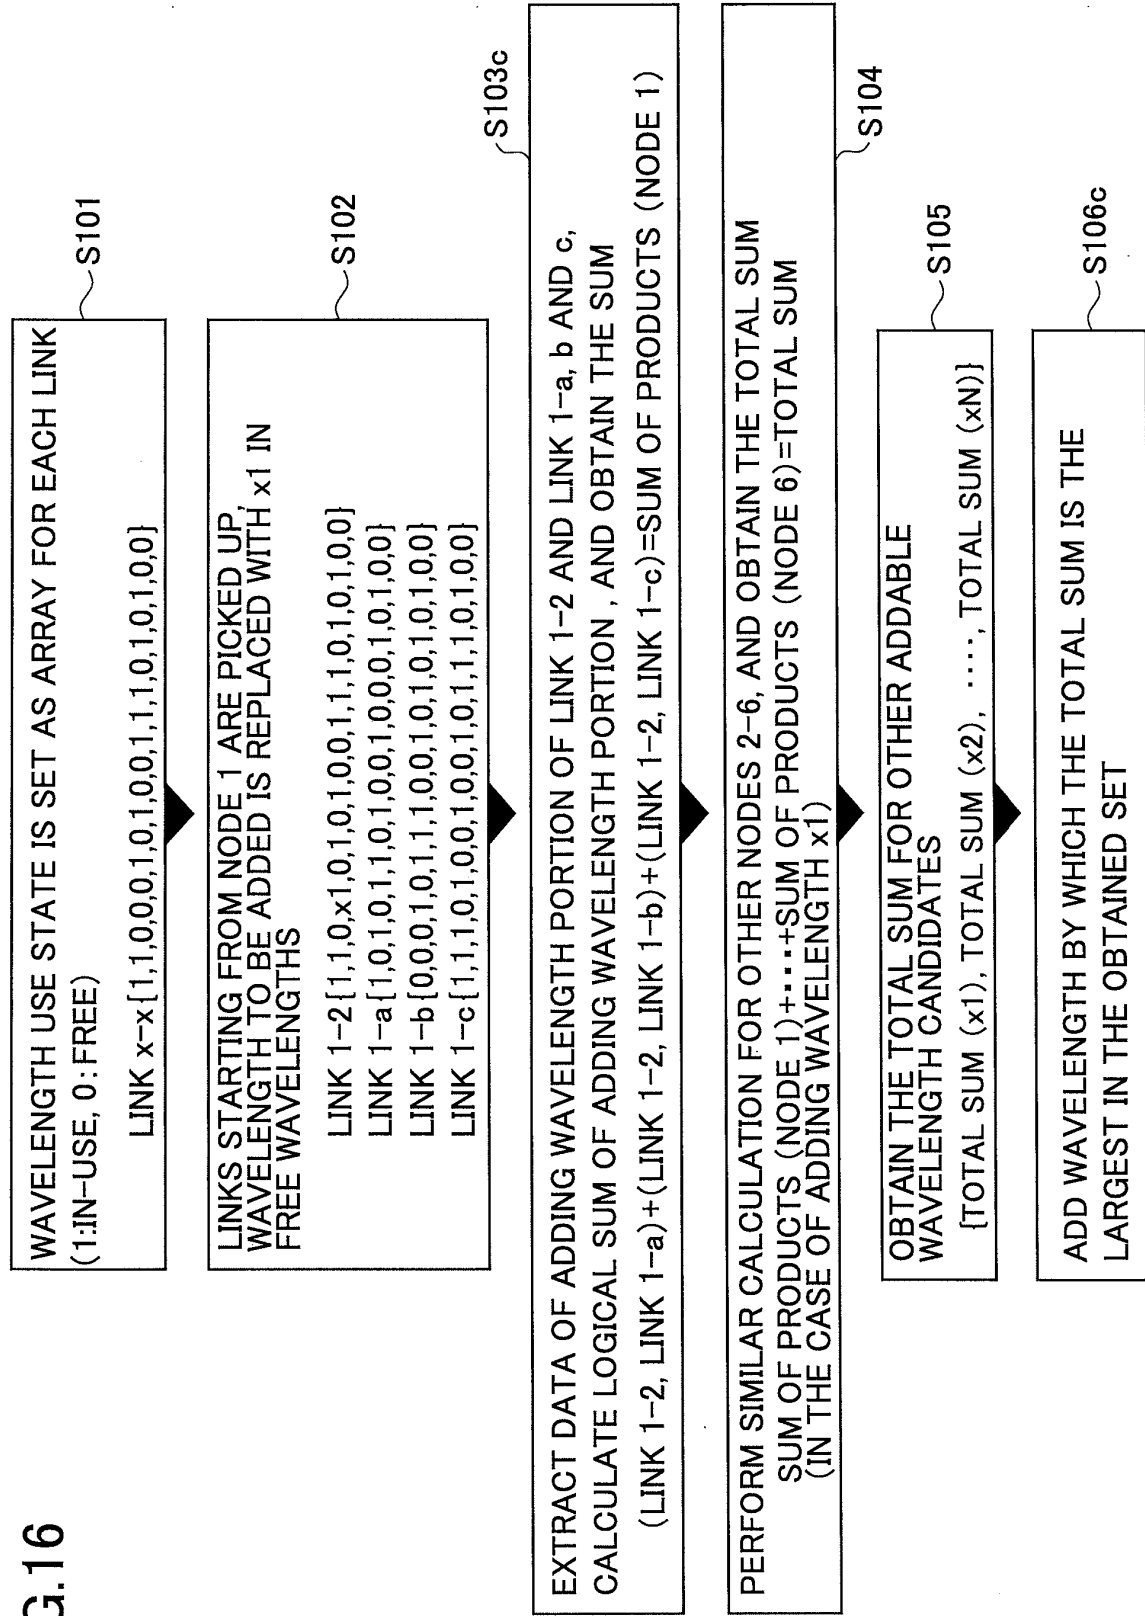 G.16
WAVELENGTH USE STATE IS SET AS ARRAY FOR EACH LINK
(1:IN-USE, 0:FREE)
LINK x-x{1,1,0,0,0,1,0,1,0,0,1,1,1,0,1,0,1,0,0}
S101
LINKS STARTING FROM NODE 1 ARE PICKED UP,
WAVELENGTH TO BE ADDED IS REPLACED WITH x1 IN
FREE WAVELENGTHS
LINK 1-2{1,1,0,x1,0,1,0,1,0,0,1,1,1,0,1,0,1,0,0}
LINK 1-a{1,0,1,0,1,1,0,1,0,0,1,0,0,0,1,0,1,0,0}
LINK 1-b{0,0,0,1,0,1,1,1,0,0,1,0,1,0,1,0,1,0,0}
LINK 1-c{1,1,1,0,1,0,0,1,0,0,1,0,1,1,1,0,1,0,0}
S102
EXTRACT DATA OF ADDING WAVELENGTH PORTION OF LINK 1-2 AND LINK 1-a, b AND c,
CALCULATE LOGICAL SUM OF ADDING WAVELENGTH PORTION , AND OBTAIN THE SUM
(LINK 1-2, LINK 1-a)+(LINK 1-2, LINK 1-b)+(LINK 1-2, LINK 1-c)=SUM OF PRODUCTS (NODE 1)
S103c
PERFORM SIMILAR CALCULATION FOR OTHER NODES 2-6, AND OBTAIN THE TOTAL SUM
SUM OF PRODUCTS (NODE 1)+····+SUM OF PRODUCTS (NODE 6)=TOTAL SUM
(IN THE CASE OF ADDING WAVELENGTH x1)
S104
OBTAIN THE TOTAL SUM FOR OTHER ADDABLE
WAVELENGTH CANDIDATES
{TOTAL SUM (x1), TOTAL SUM (x2), ····, TOTAL SUM (xN)}
S105
ADD WAVELENGTH BY WHICH THE TOTAL SUM IS THE
LARGEST IN THE OBTAINED SET
S106c